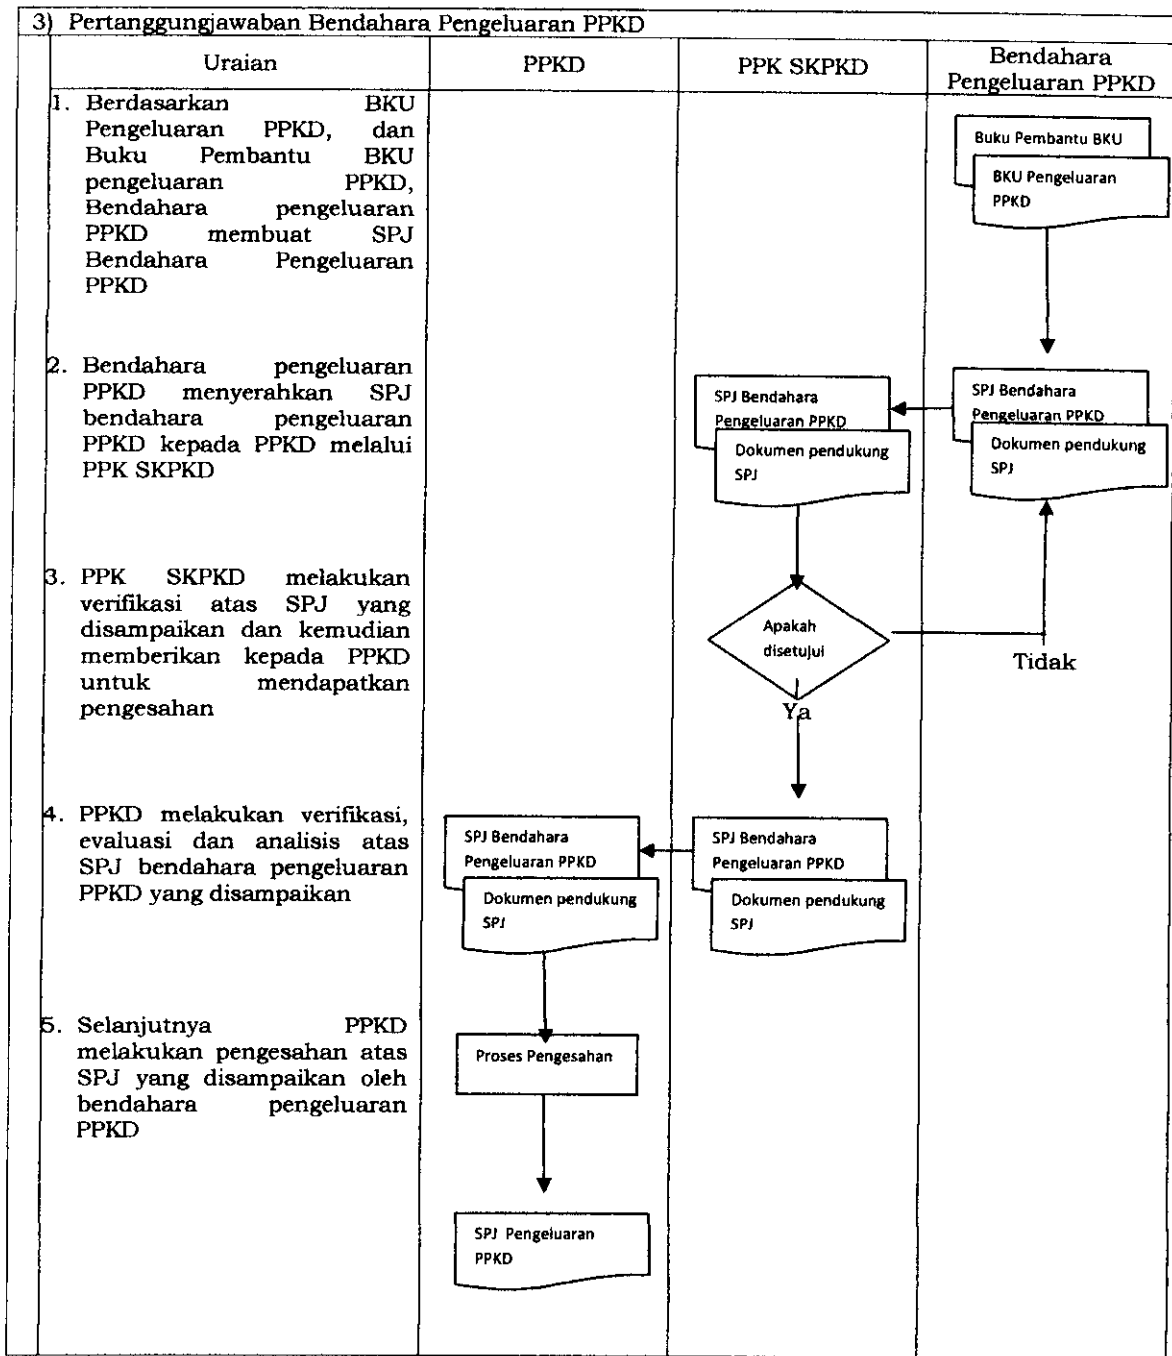 3) Pertanggungjawaban Bendahara Pengeluaran PPKD
Uraian
PPKD
PPK SKPKD
Bendahara
Pengeluaran PPKD
1. Berdasarkan BKU
Pengeluaran PPKD, dan
Buku Pembantu BKU
pengeluaran PPKD,
Bendahara pengeluaran
PPKD membuat SPJ
Bendahara Pengeluaran
PPKD
Buku Pembantu BKU
BKU Pengeluaran
PPKD
2. Bendahara pengeluaran
PPKD menyerahkan SPJ
bendahara pengeluaran
PPKD kepada PPKD melalui
PPK SKPKD
SPJ Bendahara
Pengeluaran PPKD
Dokumen pendukung
SPJ
SPJ Bendahara
Pengeluaran PPKD
Dokumen pendukung
SPJ
3. PPK SKPKD melakukan
verifikasi atas SPJ yang
disampaikan dan kemudian
memberikan kepada PPKD
untuk mendapatkan
pengesahan
Apakah
disetujui
Tidak
Ya
4. PPKD melakukan verifikasi,
evaluasi dan analisis atas
SPJ bendahara pengeluaran
PPKD yang disampaikan
SPJ Bendahara
Pengeluaran PPKD
Dokumen pendukung
SPJ
SPJ Bendahara
Pengeluaran PPKD
Dokumen pendukung
SPJ
5. Selanjutnya PPKD
melakukan pengesahan atas
SPJ yang disampaikan oleh
bendahara pengeluaran
PPKD
Proses Pengesahan
SPJ Pengeluaran
PPKD